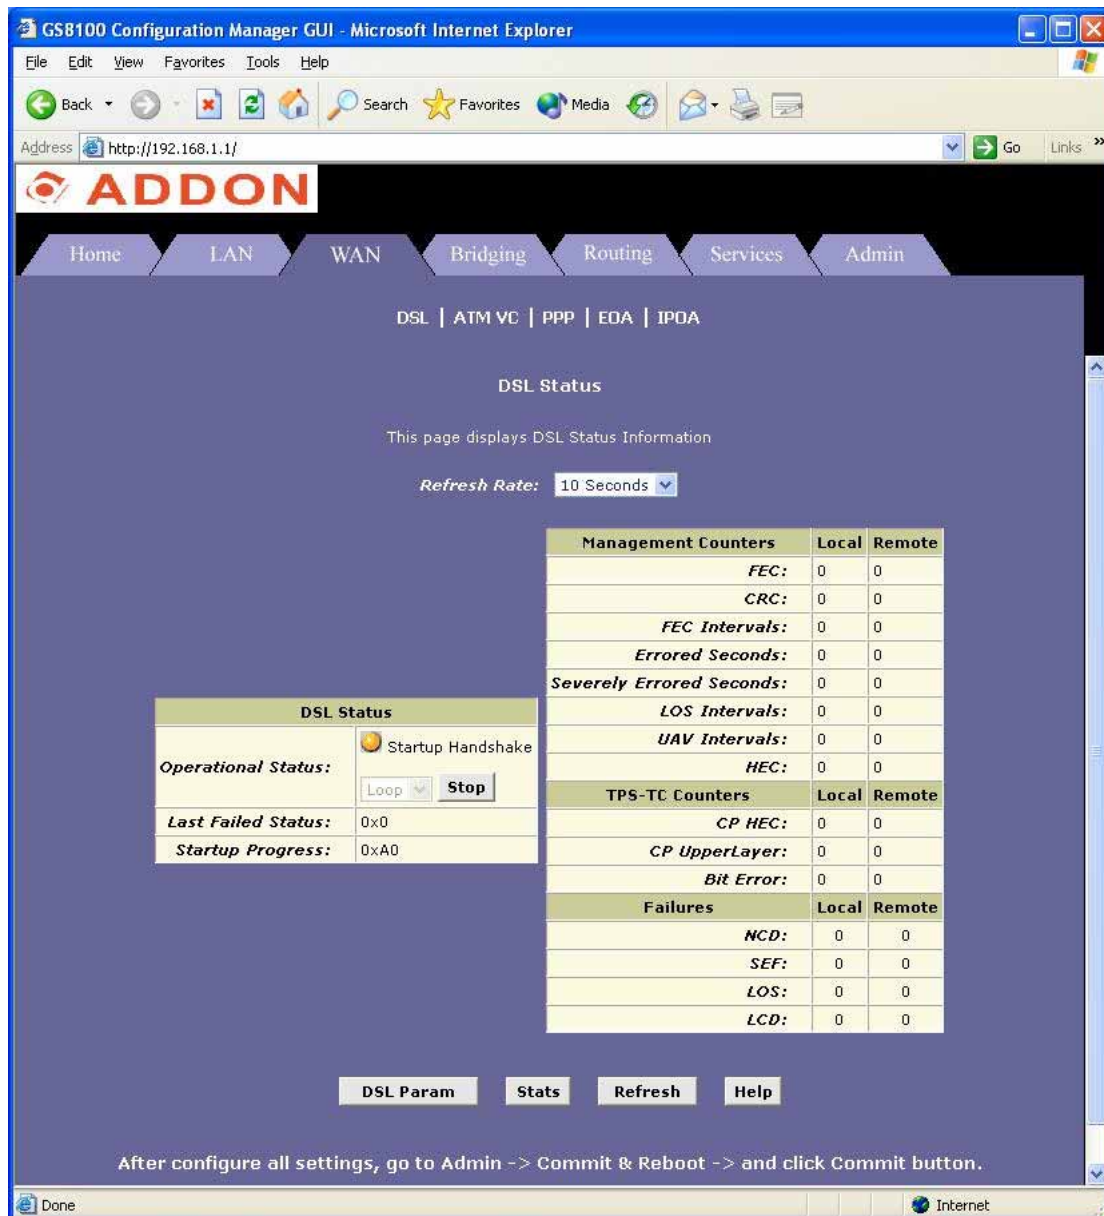 GS8100 Configuration Manager GUI - Microsoft Internet Explorer
File Edit View Favorites Tools Help
Back Search Favorites Media
Address http://192.168.1.1/ Go Links »
ADDON
Home LAN WAN Bridging Routing Services Admin
DSL | ATM VC | PPP | EOA | IPOA
DSL Status
This page displays DSL Status Information
Refresh Rate: 10 Seconds
DSL Status
Operational Status: Startup Handshake
Loop Stop
Last Failed Status: 0x0
Startup Progress: 0xA0
Management Counters Local Remote
FEC: 0 0
CRC: 0 0
FEC Intervals: 0 0
Errored Seconds: 0 0
Severely Errored Seconds: 0 0
LOS Intervals: 0 0
UAV Intervals: 0 0
HEC: 0 0
TPS-TC Counters Local Remote
CP HEC: 0 0
CP UpperLayer: 0 0
Bit Error: 0 0
Failures Local Remote
NCD: 0 0
SEF: 0 0
LOS: 0 0
LCD: 0 0
DSL Param Stats Refresh Help
After configure all settings, go to Admin -> Commit & Reboot -> and click Commit button.
Done Internet